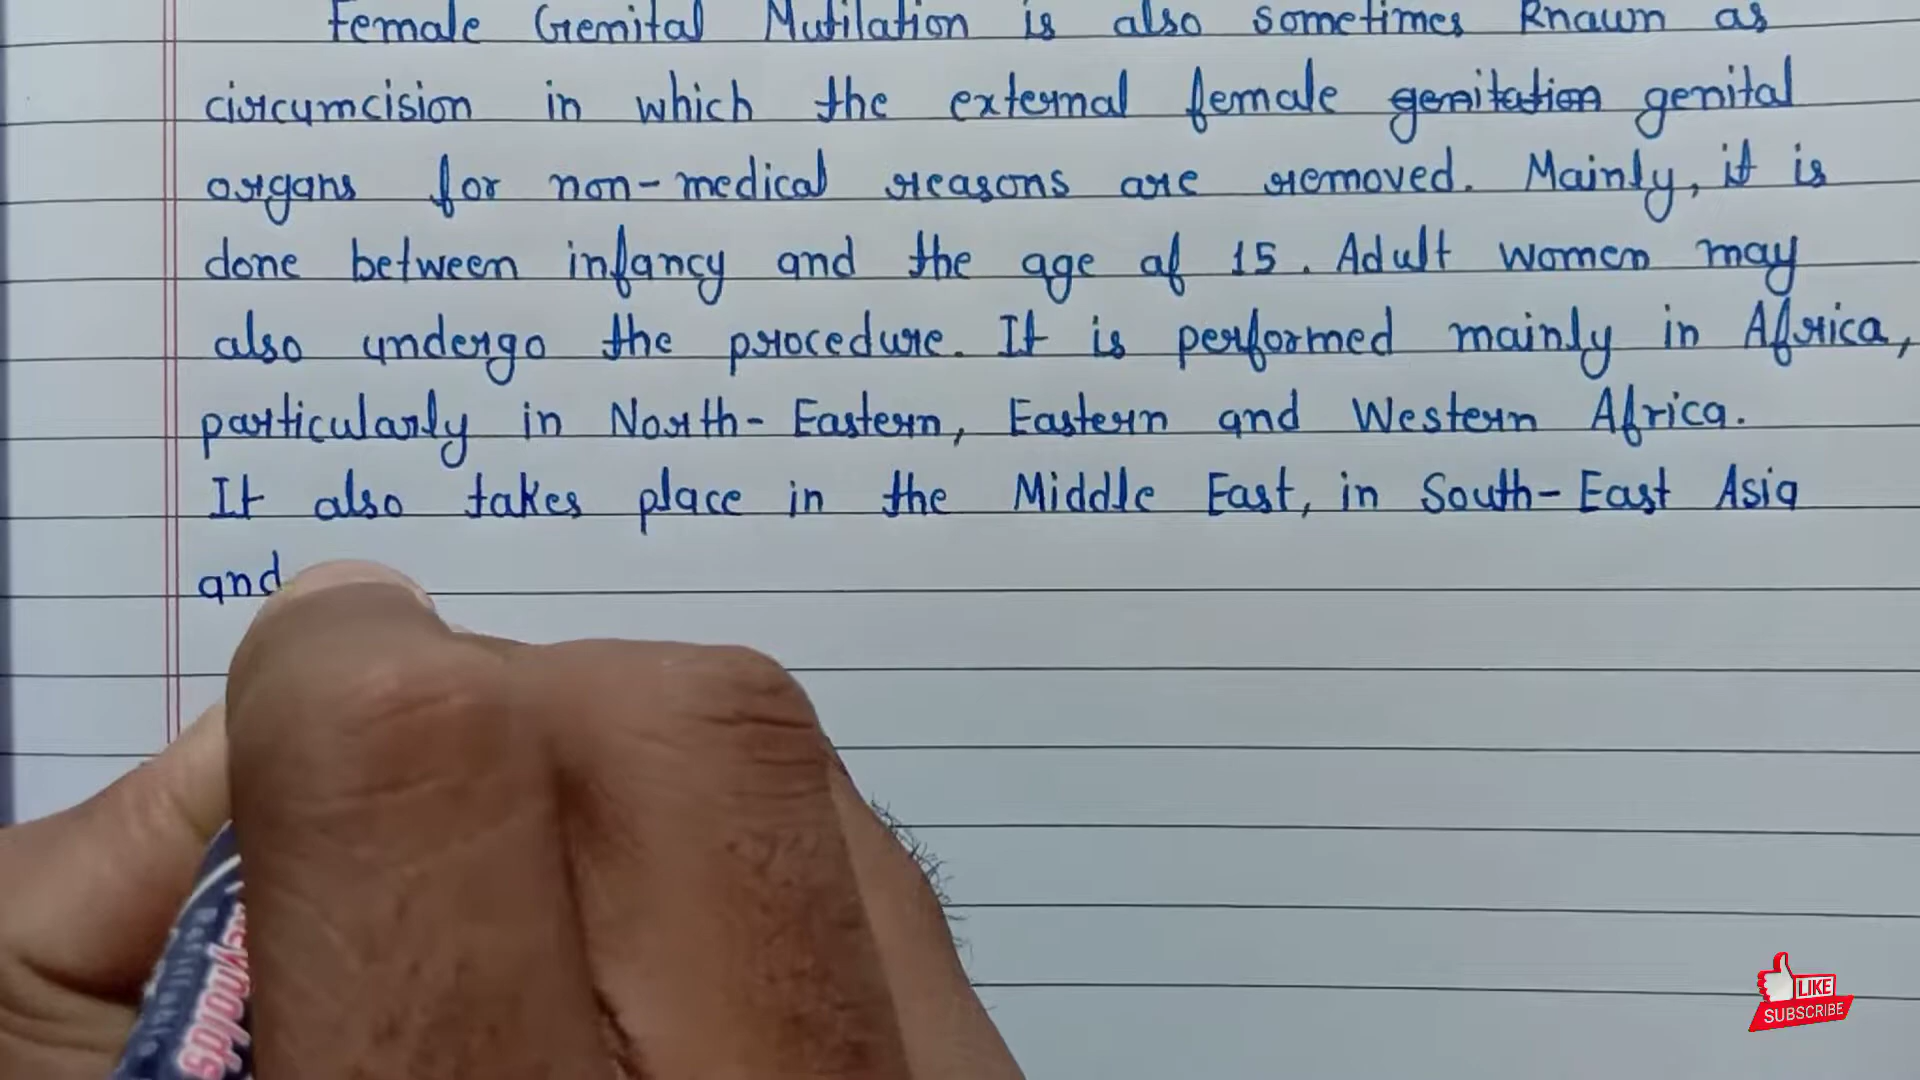 Female Genital Mutilation is also sometimes Known as
circumcision in which the external female genitation genital
organs for non-medical reasons are removed. Mainly, it is
done between infancy and the age of 15. Adult women may
also undergo the procedure. It is performed mainly in Africa,
particularly in North-Eastern, Eastern and Western Africa.
It also takes place in the Middle East, in South-East Asia
and
Reynolds
LIKE
SUBSCRIBE